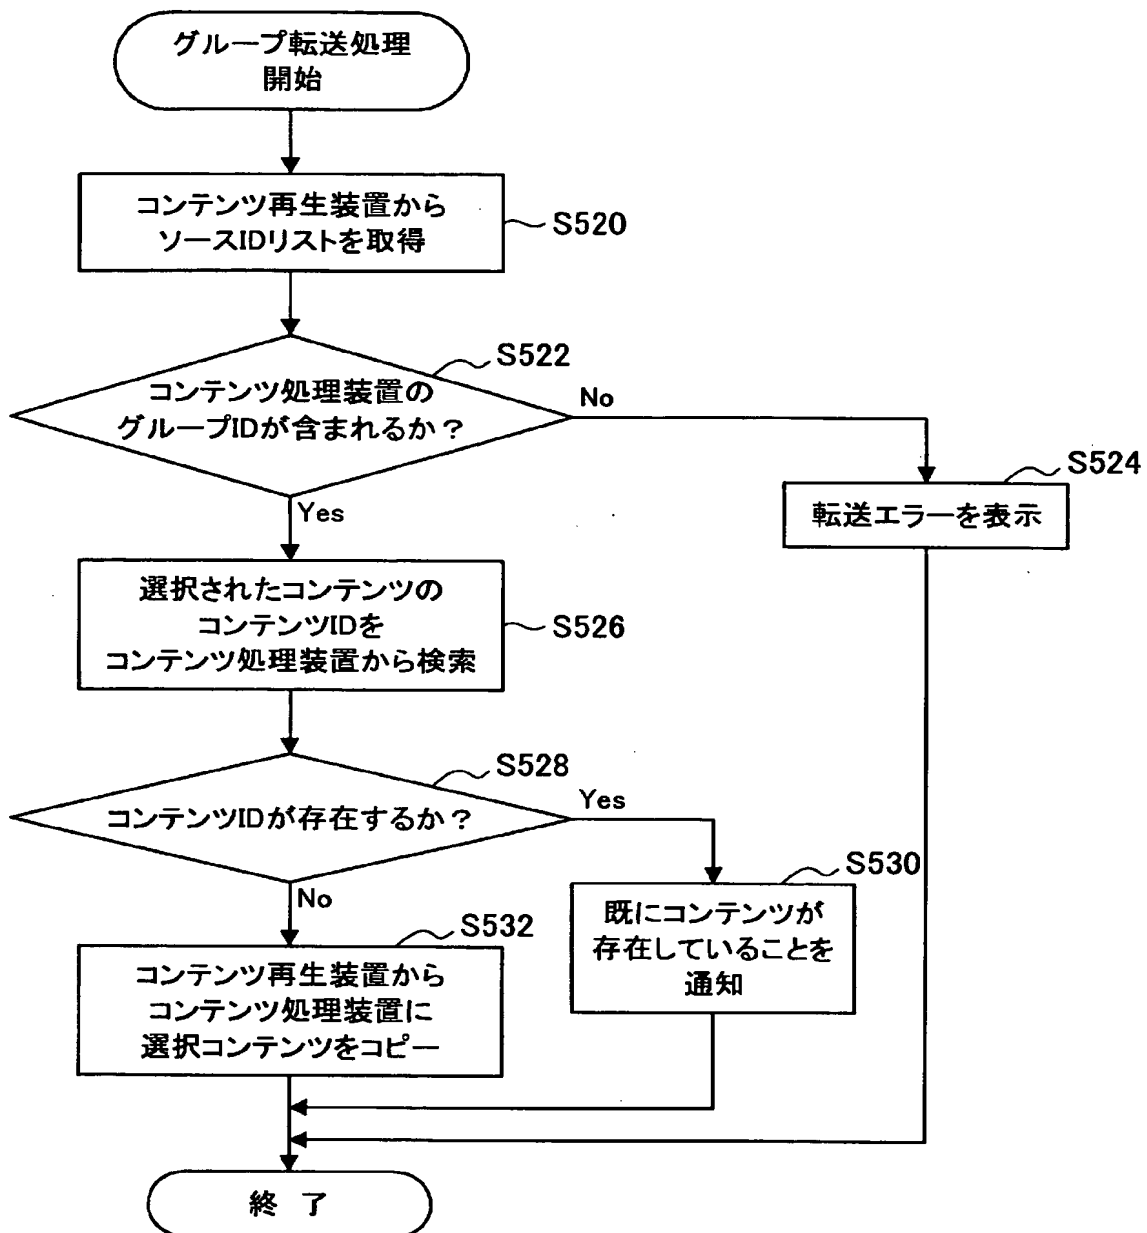 グループ転送処理
開始
コンテンツ再生装置から
ソースIDリストを取得
S520
S522
コンテンツ処理装置の
グループIDが含まれるか？
No
Yes
S524
転送エラーを表示
選択されたコンテンツの
コンテンツIDを
コンテンツ処理装置から検索
S526
S528
コンテンツIDが存在するか？
Yes
No
S530
既にコンテンツが
存在していることを
通知
S532
コンテンツ再生装置から
コンテンツ処理装置に
選択コンテンツをコピー
終 了